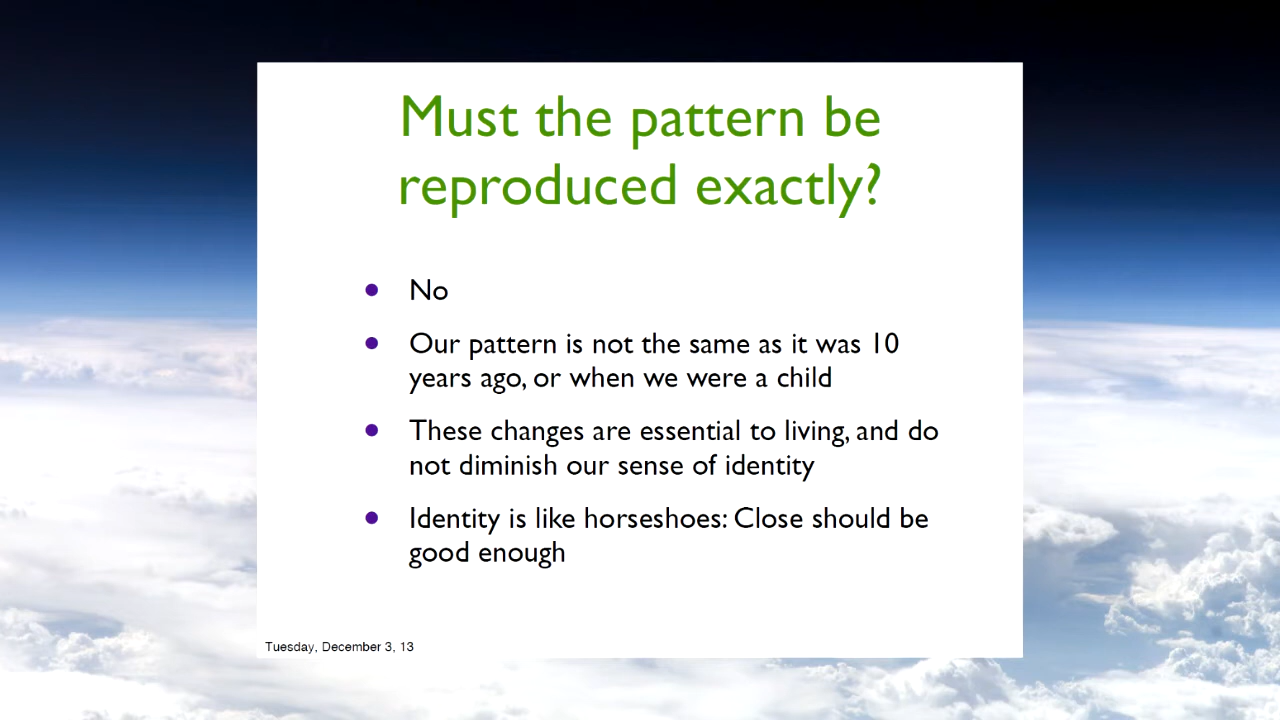 Must the pattern be
reproduced exactly?
• No
• Our pattern is not the same as it was 10
years ago, or when we were a child
• These changes are essential to living, and do
not diminish our sense of identity
• Identity is like horseshoes: Close should be
good enough
Tuesday, December 3, 13